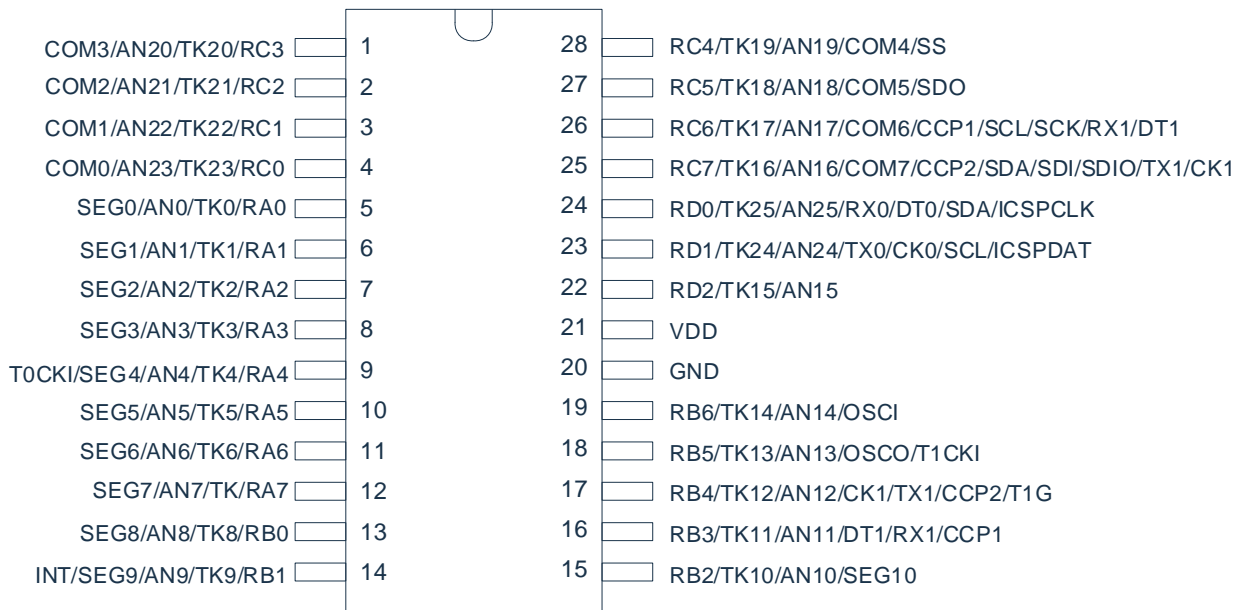 COM3/AN20/TK20/RC3 1 28 RC4/TK19/AN19/COM4/SS
COM2/AN21/TK21/RC2 2 27 RC5/TK18/AN18/COM5/SDO
COM1/AN22/TK22/RC1 3 26 RC6/TK17/AN17/COM6/CCP1/SCL/SCK/RX1/DT1
COM0/AN23/TK23/RC0 4 25 RC7/TK16/AN16/COM7/CCP2/SDA/SDI/SDIO/TX1/CK1
SEG0/AN0/TK0/RA0 5 24 RD0/TK25/AN25/RX0/DT0/SDA/ICSPCLK
SEG1/AN1/TK1/RA1 6 23 RD1/TK24/AN24/TX0/CK0/SCL/ICSPDAT
SEG2/AN2/TK2/RA2 7 22 RD2/TK15/AN15
SEG3/AN3/TK3/RA3 8 21 VDD
T0CKI/SEG4/AN4/TK4/RA4 9 20 GND
SEG5/AN5/TK5/RA5 10 19 RB6/TK14/AN14/OSCI
SEG6/AN6/TK6/RA6 11 18 RB5/TK13/AN13/OSCO/T1CKI
SEG7/AN7/TK/RA7 12 17 RB4/TK12/AN12/CK1/TX1/CCP2/T1G
SEG8/AN8/TK8/RB0 13 16 RB3/TK11/AN11/DT1/RX1/CCP1
INT/SEG9/AN9/TK9/RB1 14 15 RB2/TK10/AN10/SEG10